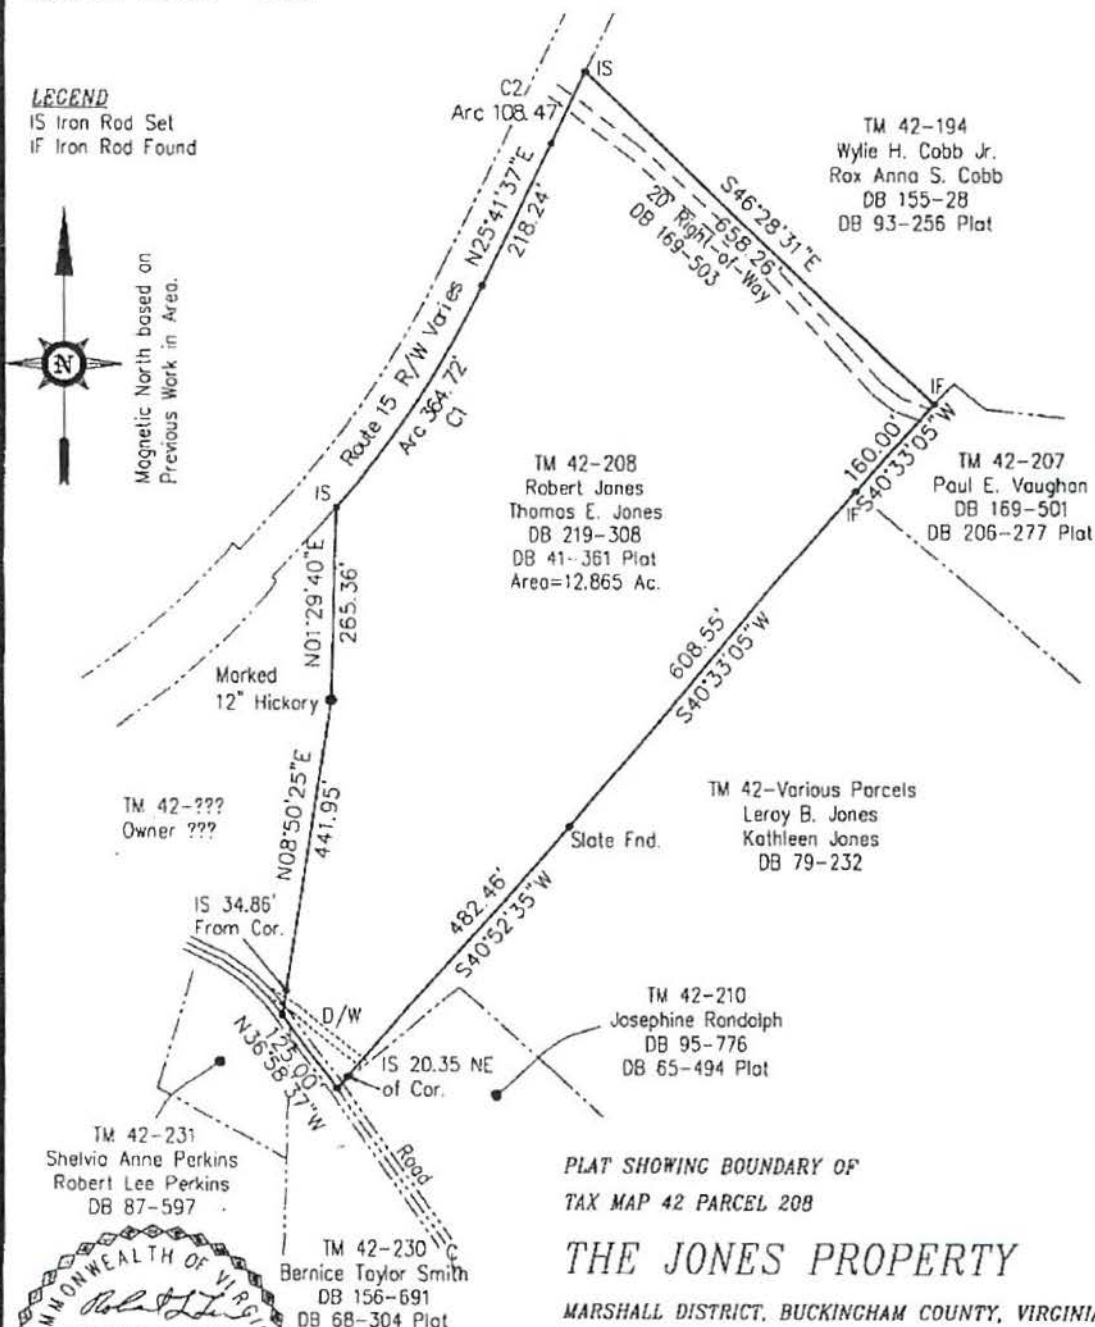 LEGEND
IS Iron Rod Set
IF Iron Rod Found
N
Magnetic North based on
Previous Work in Area.
C2
Arc 108.47'
IS
N25°41'37"E
218.24'
Route 15 R/W Varies
Arc 364.72'
C1
S46°28'31"E
658.26'
20' Right-of-Way
DB 169-503
TM 42-194
Wylie H. Cobb Jr.
Rox Anna S. Cobb
DB 155-28
DB 93-256 Plat
IF
160.00'
S40°33'05"W
IF
TM 42-207
Paul E. Vaughan
DB 169-501
DB 206-277 Plat
TM 42-208
Robert Jones
Thomas E. Jones
DB 219-308
DB 41-361 Plat
Area=12.865 Ac.
IS
N01°29'40"E
265.36'
Marked
12" Hickory
608.55'
S40°33'05"W
N08°50'25"E
441.95'
TM 42-???
Owner ???
TM 42-Various Parcels
Leroy B. Jones
Kathleen Jones
DB 79-232
Slate Fnd.
482.46'
S40°52'35"W
IS 34.86'
From Cor.
D/W
125.00'
N36°58'37"W
IS 20.35 NE
of Cor.
TM 42-210
Josephine Randolph
DB 95-776
DB 65-494 Plat
Road
TM 42-231
Shelvia Anne Perkins
Robert Lee Perkins
DB 87-597
TM 42-230
Bernice Taylor Smith
DB 156-691
DB 68-304 Plat
PLAT SHOWING BOUNDARY OF
TAX MAP 42 PARCEL 208
THE JONES PROPERTY
MARSHALL DISTRICT, BUCKINGHAM COUNTY, VIRGINIA
MMONWEALTH OF VIRGI